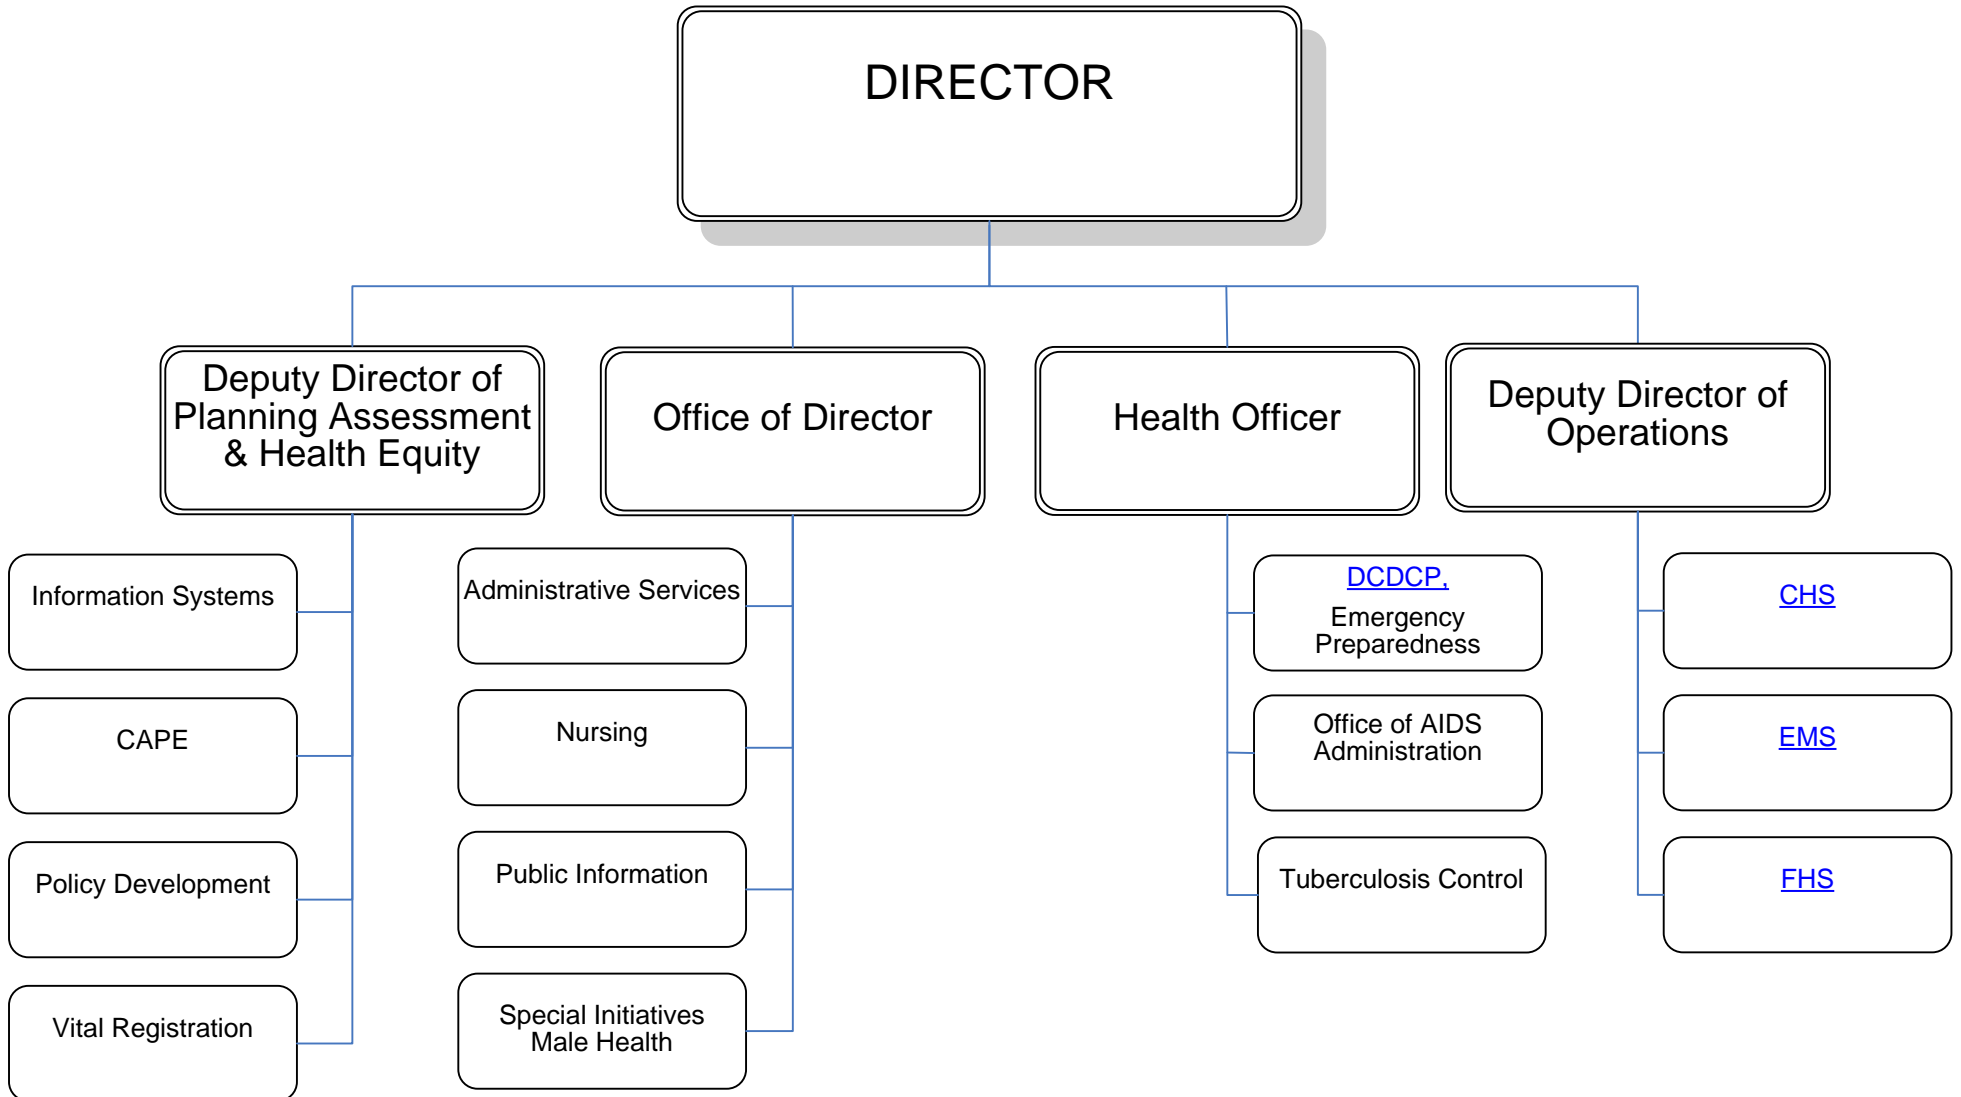 DIRECTOR
Deputy Director of
Planning Assessment
& Health Equity
Office of Director
Health Officer
Deputy Director of
Operations
Information Systems
CAPE
Policy Development
Vital Registration
Administrative Services
Nursing
Public Information
Special Initiatives
Male Health
DCDCP,
Emergency
Preparedness
Office of AIDS
Administration
Tuberculosis Control
CHS
EMS
FHS